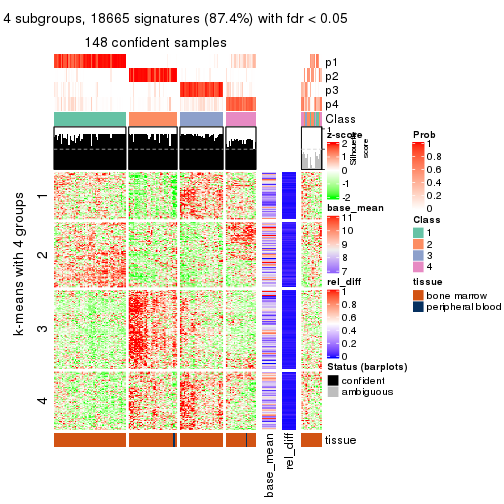 4 subgroups, 18665 signatures (87.4%) with fdr < 0.05
148 confident samples
p1
p2
p3
p4
Class
1
Silhouette
score
k-means with 4 groups
1
2
3
4
tissue
base_mean
rel_diff
z-score
2
1
0
-1
-2
base_mean
11
10
9
8
7
rel_diff
1
0.8
0.6
0.4
0.2
0
Status (barplots)
confident
ambiguous
Prob
1
0.8
0.6
0.4
0.2
0
Class
1
2
3
4
tissue
bone marrow
peripheral blood